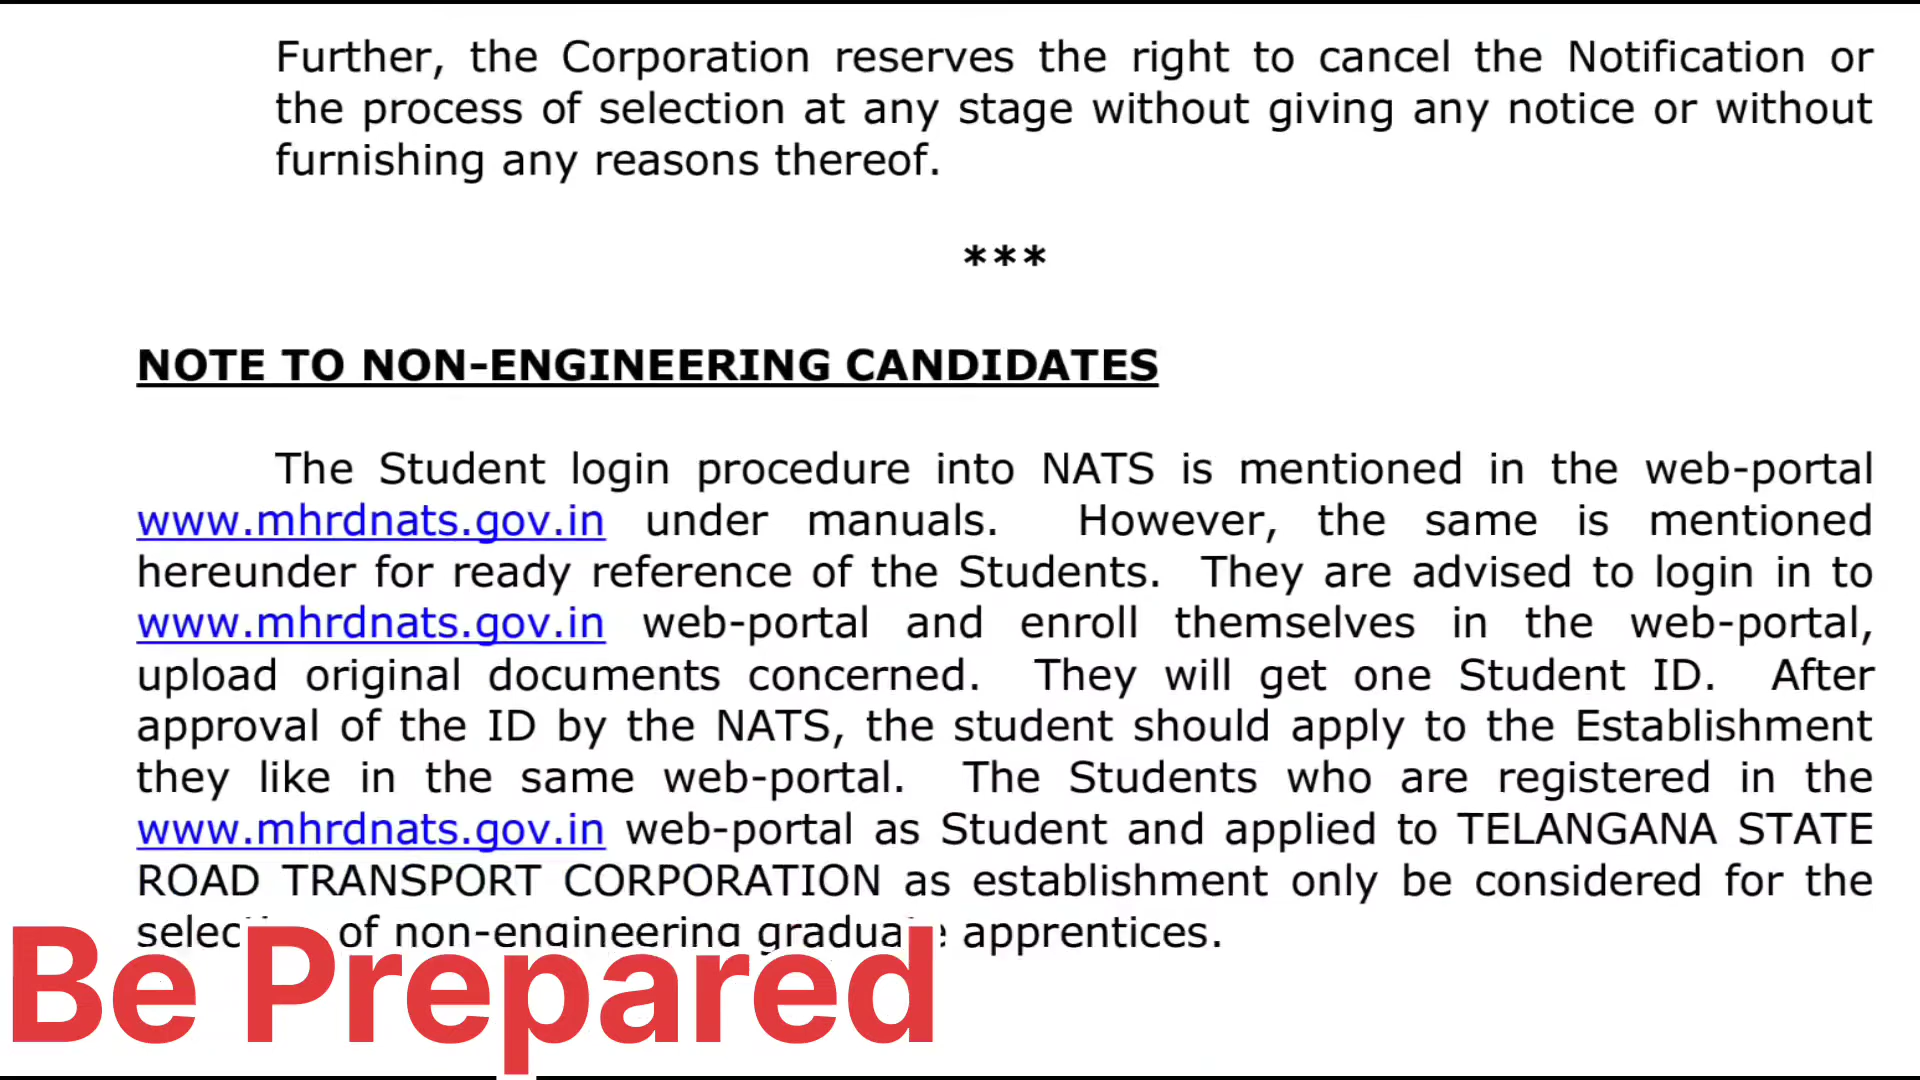 Further, the Corporation reserves the right to cancel the Notification or
the process of selection at any stage without giving any notice or without
furnishing any reasons thereof.
***
NOTE TO NON-ENGINEERING CANDIDATES
The Student login procedure into NATS is mentioned in the web-portal
www.mhrdnats.gov.in under manuals. However, the same is mentioned
hereunder for ready reference of the Students. They are advised to login in to
www.mhrdnats.gov.in web-portal and enroll themselves in the web-portal,
upload original documents concerned. They will get one Student ID. After
approval of the ID by the NATS, the student should apply to the Establishment
they like in the same web-portal. The Students who are registered in the
www.mhrdnats.gov.in web-portal as Student and applied to TELANGANA STATE
ROAD TRANSPORT CORPORATION as establishment only be considered for the
selection of non-engineering graduate apprentices.
Be Prepared